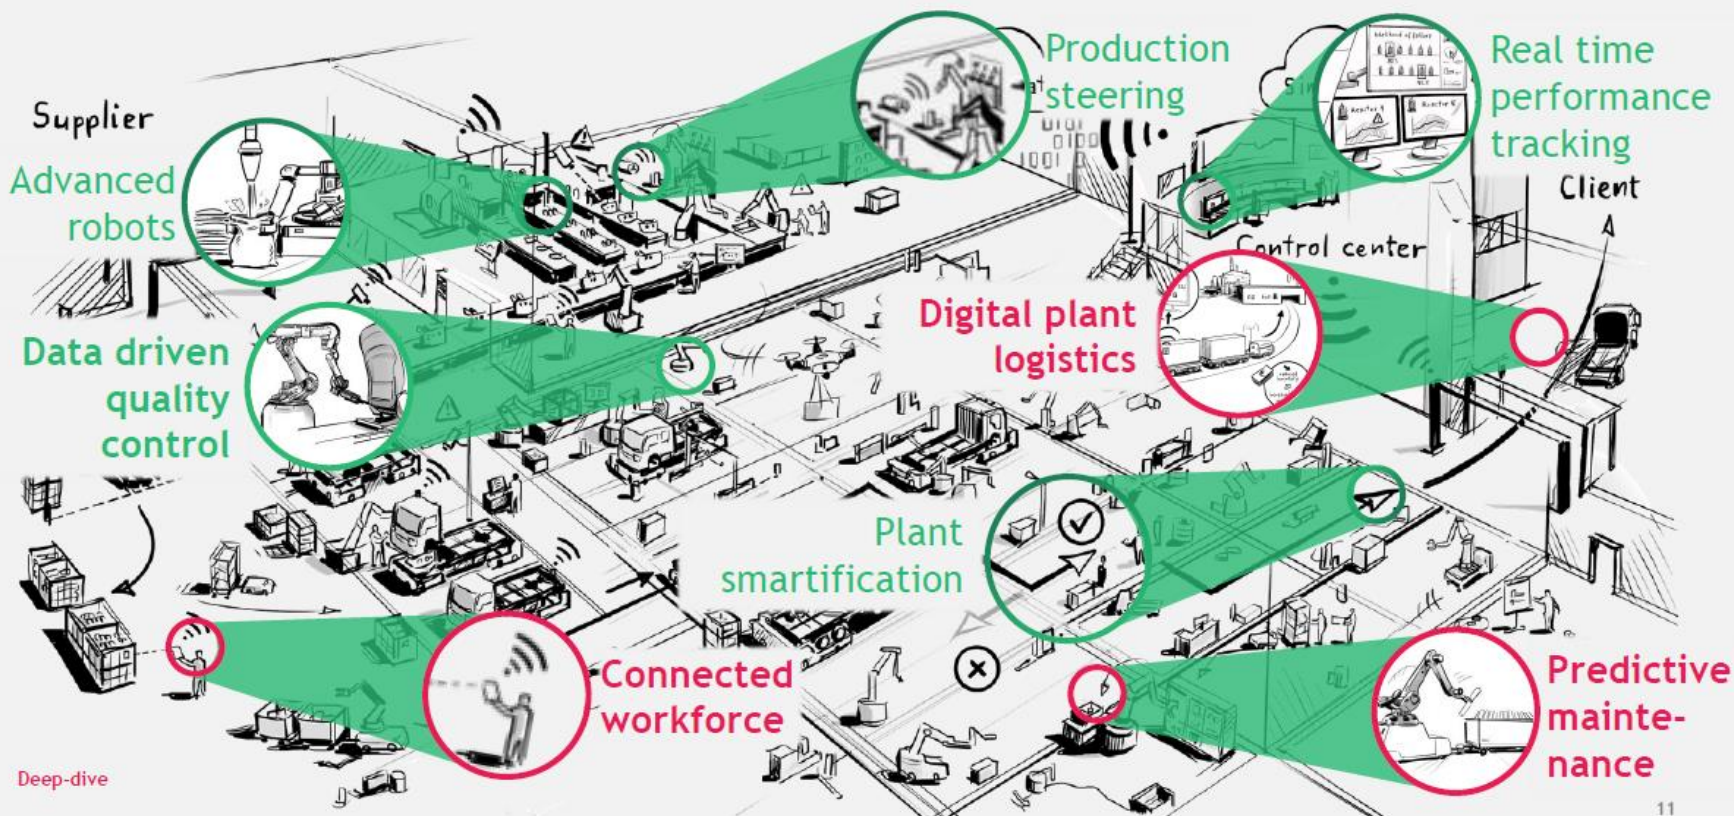 Supplier
Advanced
robots
Production
steering
Real time
performance
tracking
Client
Control center
Data driven
quality
control
Digital plant
logistics
Plant
smartification
Connected
workforce
Predictive
mainte-
nance
Deep-dive
11